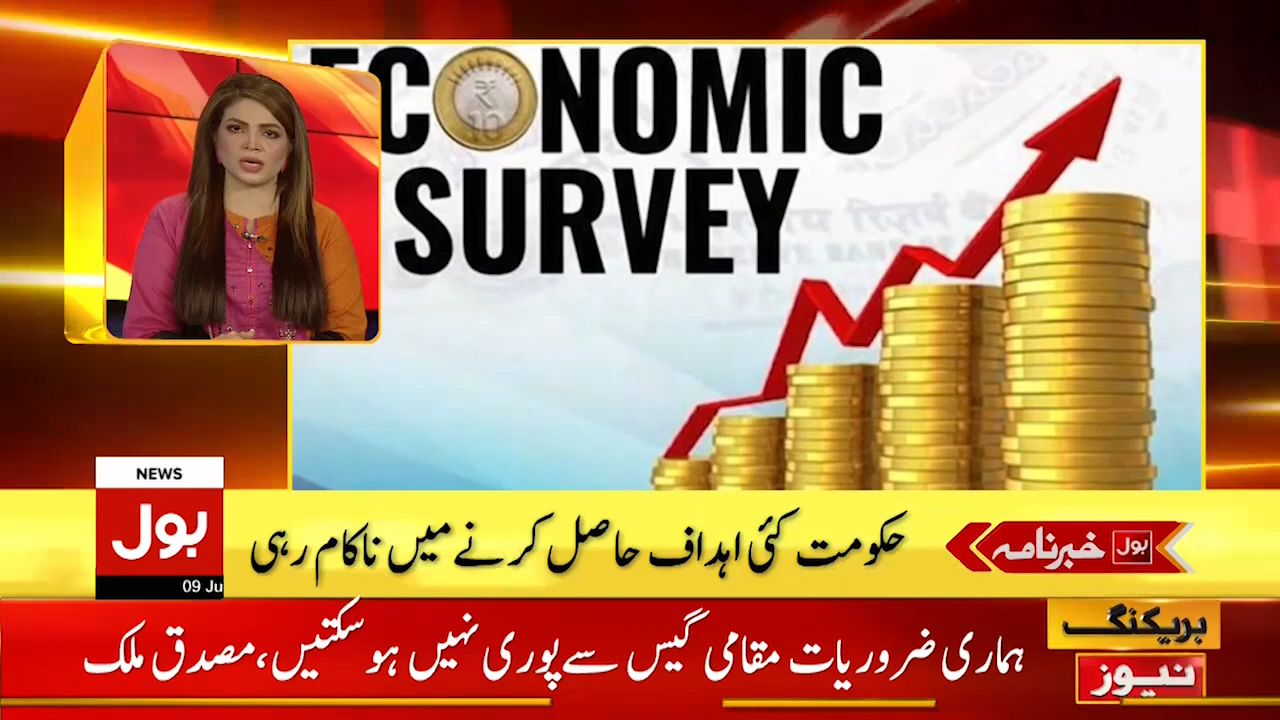 ECONOMIC
SURVEY
₹
10
NEWS
بول
09 Ju
حکومت کئی اہداف حاصل کرنے میں ناکام رہی
خبرنامہ
بول
ہماری ضروریات مقامی گیس سے پوری نہیں ہو سکتیں، مصدق ملک
بریکنگ
نیوز